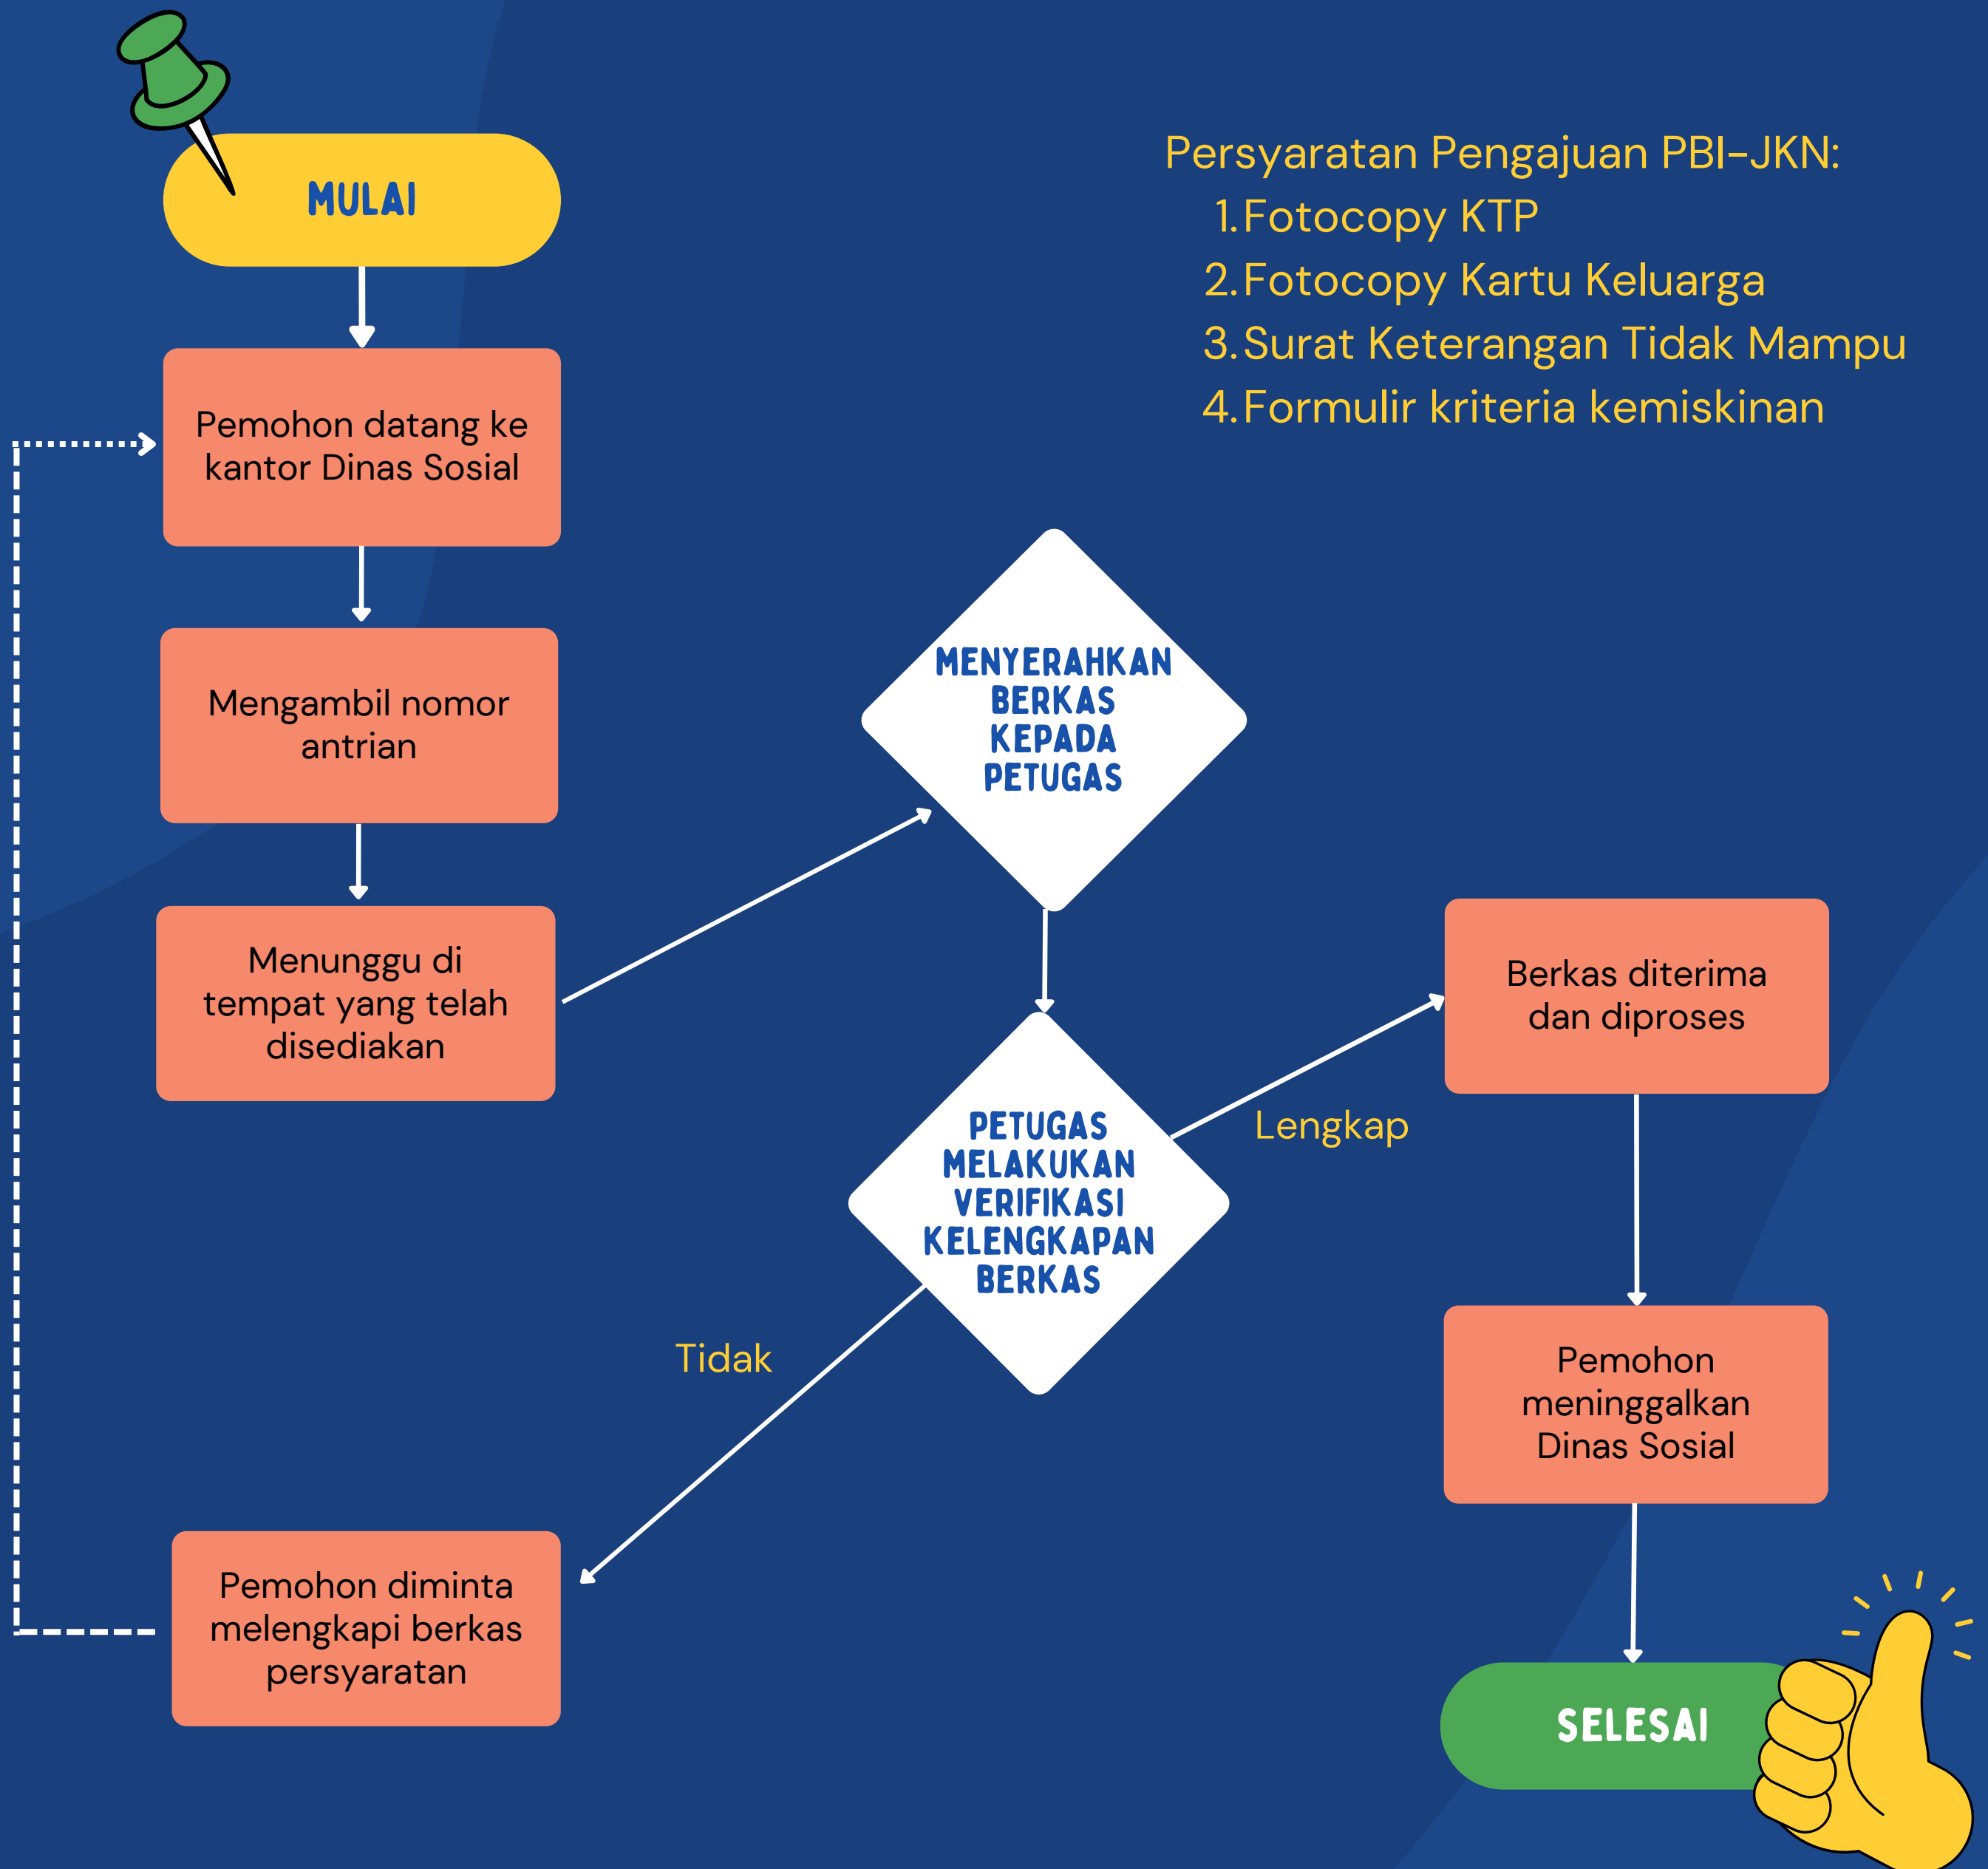 MULAI
Persyaratan Pengajuan PBI-JKN:
1. Fotocopy KTP
2. Fotocopy Kartu Keluarga
3. Surat Keterangan Tidak Mampu
4. Formulir kriteria kemiskinan
Pemohon datang ke
kantor Dinas Sosial
Mengambil nomor
antrian
Menunggu di
tempat yang telah
disediakan
MENYERAHKAN
BERKAS
KEPADA
PETUGAS
PETUGAS
MELAKUKAN
VERIFIKASI
KELENGKAPAN
BERKAS
Lengkap
Berkas diterima
dan diproses
Pemohon
meninggalkan
Dinas Sosial
Tidak
Pemohon diminta
melengkapi berkas
persyaratan
SELESAI